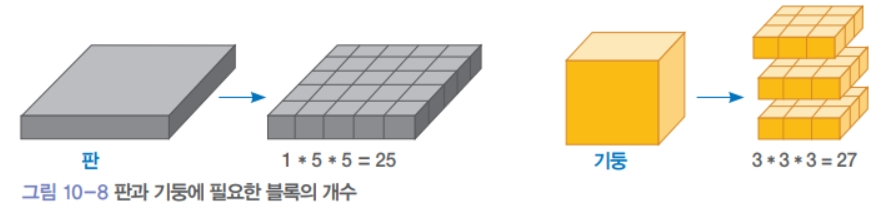 판
1 * 5 * 5 = 25
기둥
3 * 3 * 3 = 27
그림 10-8 판과 기둥에 필요한 블록의 개수